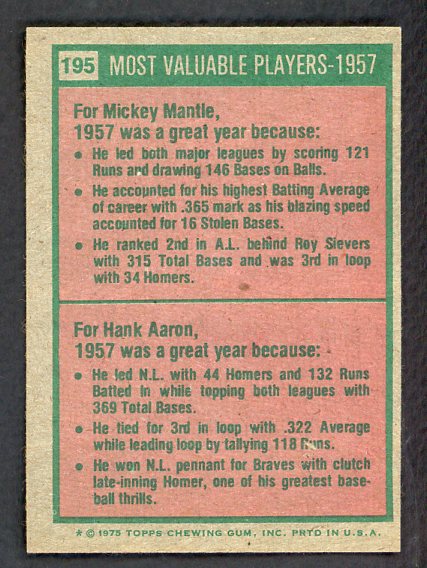 195 MOST VALUABLE PLAYERS-1957
For Mickey Mantle,
1957 was a great year because:
● He led both major leagues by scoring 121
Runs and drawing 146 Bases on Balls.
● He accounted for his highest Batting Average
of career with .365 mark as his blazing speed
accounted for 16 Stolen Bases.
● He ranked 2nd in A.L. behind Roy Sievers
with 315 Total Bases and was 3rd in loop
with 34 Homers.
For Hank Aaron,
1957 was a great year because:
● He led N.L. with 44 Homers and 132 Runs
Batted In while topping both leagues with
369 Total Bases.
● He tied for 3rd in loop with .322 Average
while leading loop by tallying 118 Runs.
● He won N.L. pennant for Braves with clutch
late-inning Homer, one of his greatest base-
ball thrills.
* © 1975 TOPPS CHEWING GUM, INC. PRTD IN U.S.A.